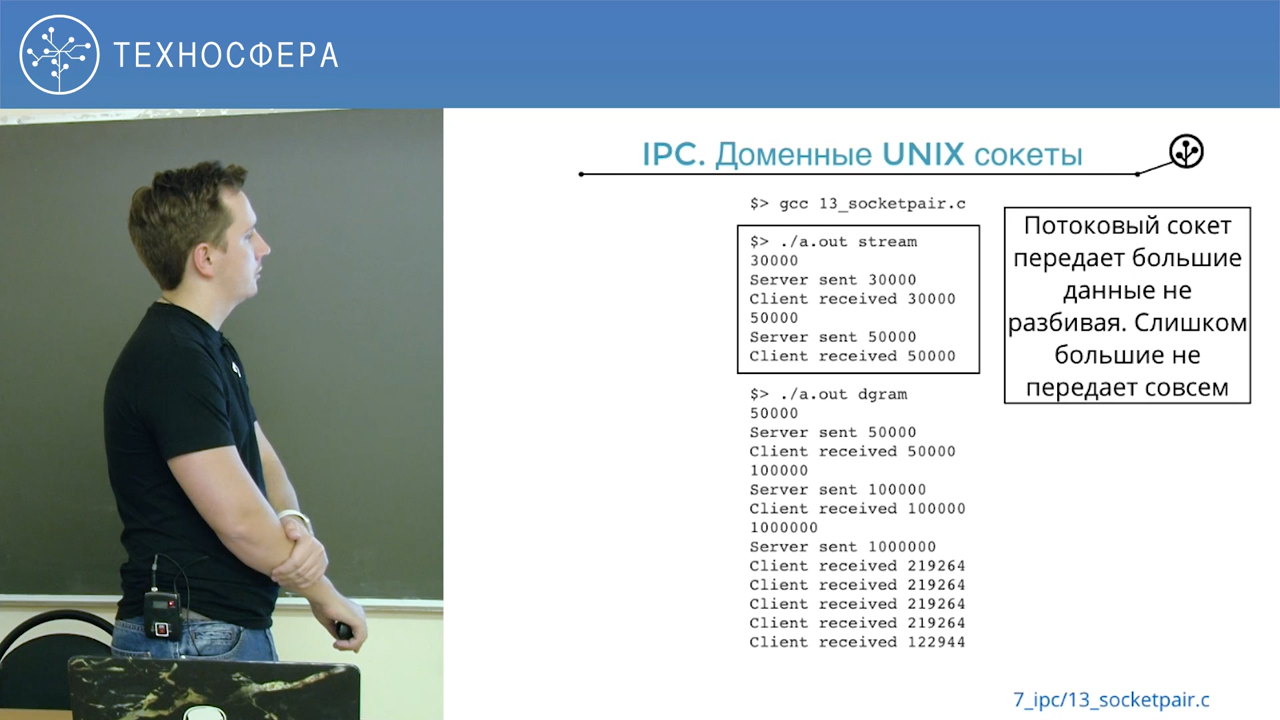 ТЕХНОСФЕРА
IPC. Доменные UNIX сокеты
$> gcc 13_socketpair.c
$> ./a.out stream
30000
Server sent 30000
Client received 30000
50000
Server sent 50000
Client received 50000
Потоковый сокет
передает большие
данные не
разбивая. Слишком
большие не
передает совсем
$> ./a.out dgram
50000
Server sent 50000
Client received 50000
100000
Server sent 100000
Client received 100000
1000000
Server sent 1000000
Client received 219264
Client received 219264
Client received 219264
Client received 219264
Client received 122944
7_ipc/13_socketpair.c